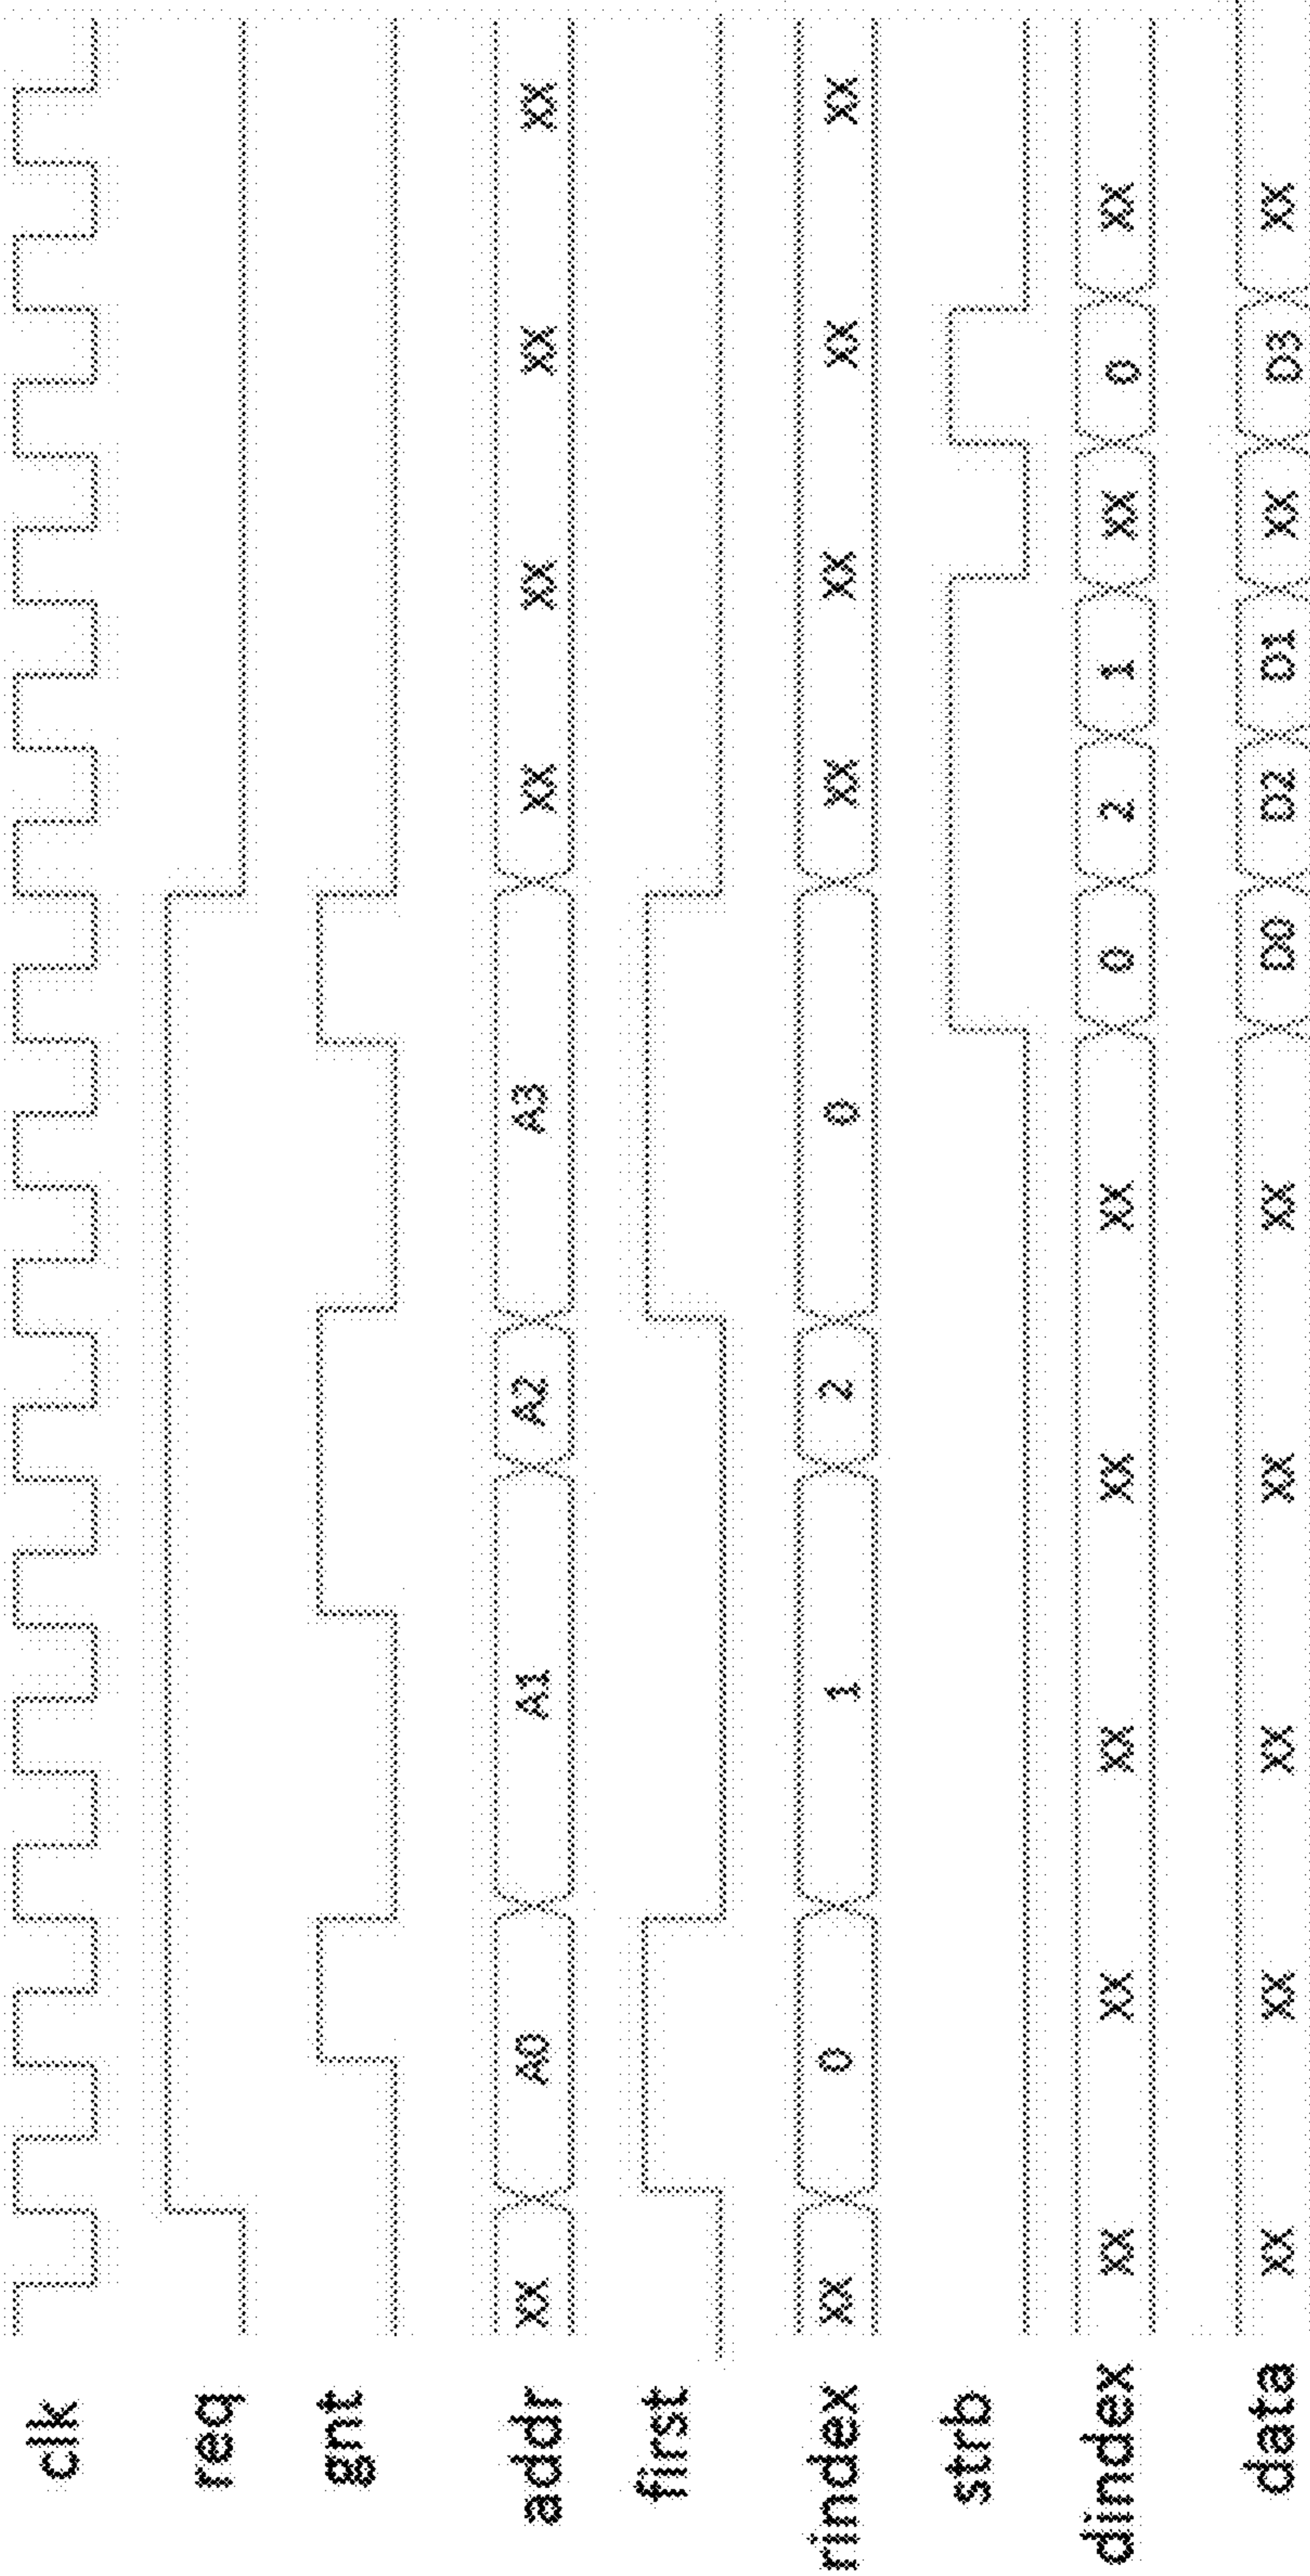 clk
req
gnt
addr XX A0 A1 A2 A3 XX XX XX XX
first
rindex XX 0 1 2 0 XX XX XX XX
strb
dindex XX XX XX XX XX 0 2 1 XX 0 XX
data XX XX XX XX XX D0 D2 D1 XX D3 XX